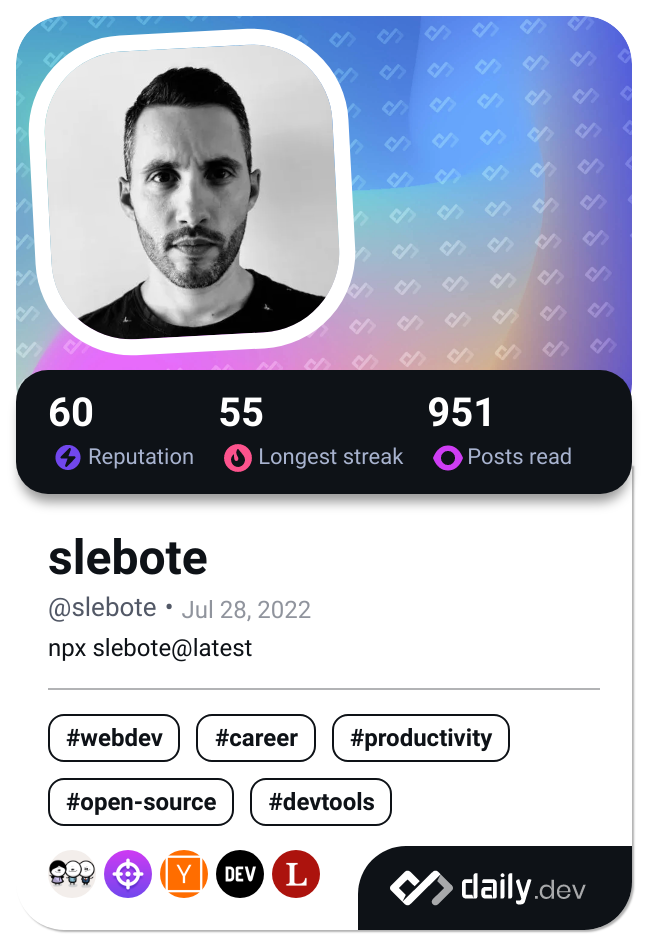 60 55 951
Reputation Longest streak Posts read
slebote
@slebote • Jul 28, 2022
npx slebote@latest
#webdev #career #productivity
#open-source #devtools
Y DEV L
daily.dev